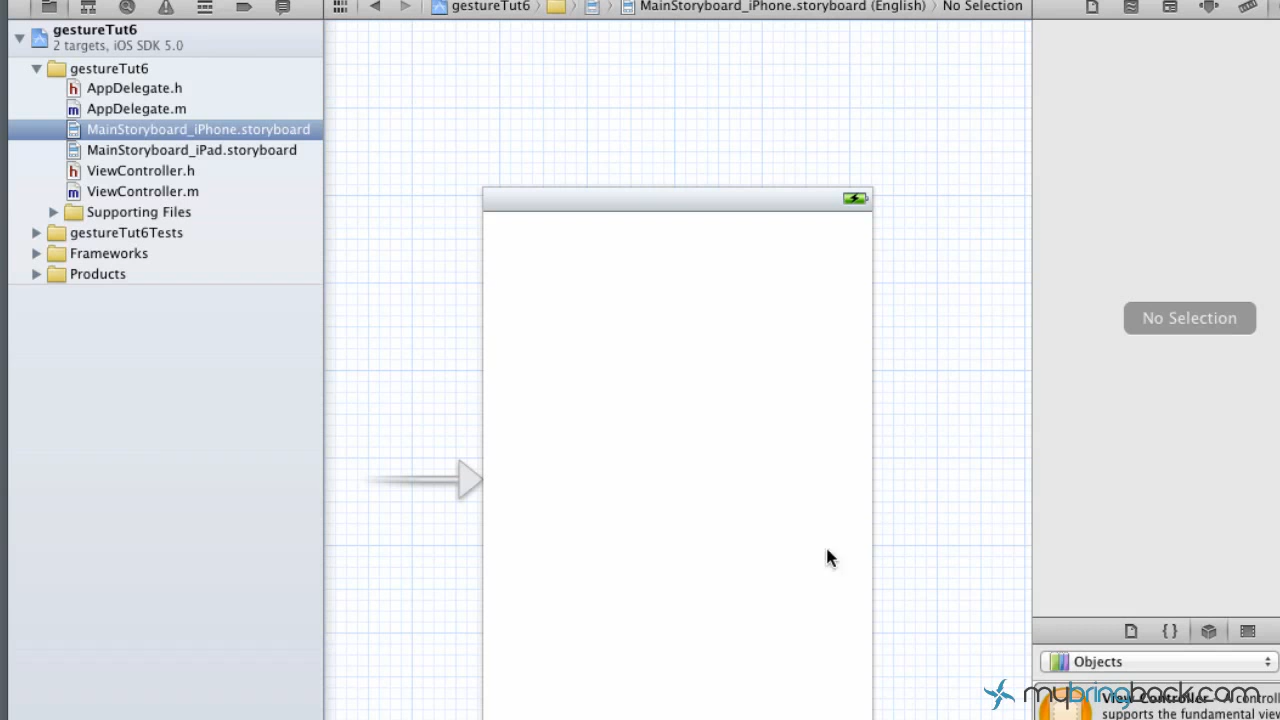 gestureTut6 MainStoryboard_iPhone.storyboard (English) No Selection
gestureTut6
2 targets, iOS SDK 5.0
gestureTut6
AppDelegate.h
AppDelegate.m
MainStoryboard_iPhone.storyboard
MainStoryboard_iPad.storyboard
ViewController.h
ViewController.m
Supporting Files
gestureTut6Tests
Frameworks
Products
No Selection
{ }
Objects
View Controller - A control
supports the fundamental view
mybringback.com